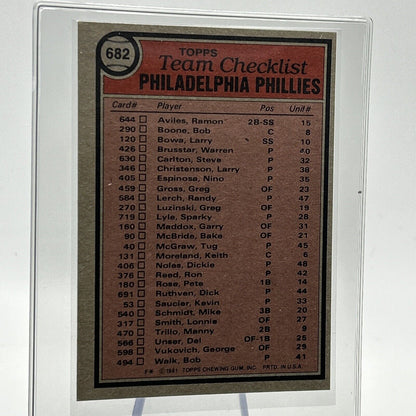 682
TOPPS
Team Checklist
PHILADELPHIA PHILLIES
Card# Player Pos Unif#
644 Aviles, Ramon 2B-SS 15
290 Boone, Bob C 8
120 Bowa, Larry SS 10
426 Brusstar, Warren P 40
630 Carlton, Steve P 32
346 Christenson, Larry P 38
405 Espinosa, Nino P 35
459 Gross, Greg OF 23
584 Lerch, Randy P 47
270 Luzinski, Greg OF 19
719 Lyle, Sparky P 28
160 Maddox, Garry OF 31
90 McBride, Bake OF 21
40 McGraw, Tug P 45
131 Moreland, Keith C 6
406 Noles, Dickie P 48
376 Reed, Ron P 42
180 Rose, Pete 1B 14
691 Ruthven, Dick P 44
53 Saucier, Kevin P 33
540 Schmidt, Mike 3B 20
317 Smith, Lonnie OF 27
470 Trillo, Manny 2B 9
566 Unser, Del OF-1B 25
598 Vukovich, George OF 29
494 Walk, Bob P 41
©1981 TOPPS CHEWING GUM, INC. PRTD. IN U.S.A.